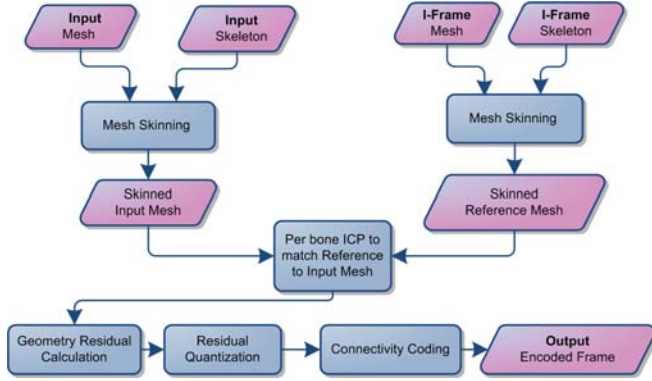 Input
Mesh
Input
Skeleton
I-Frame
Mesh
I-Frame
Skeleton
Mesh Skinning
Mesh Skinning
Skinned
Input Mesh
Skinned
Reference Mesh
Per bone ICP to
match Reference
to Input Mesh
Geometry Residual
Calculation
Residual
Quantization
Connectivity Coding
Output
Encoded Frame